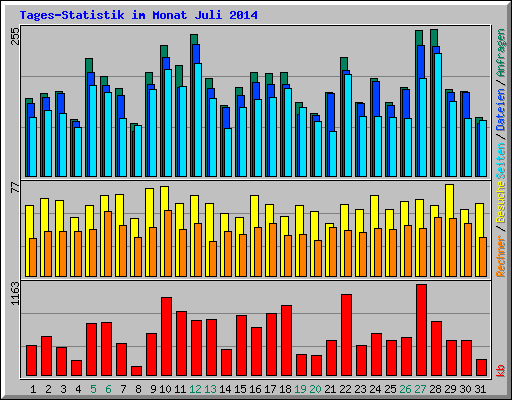 Tages-Statistik im Monat Juli 2014
255
77
1163
Rechner / Besuche Seiten / Dateien / Anfragen
kb
1 2 3 4 5 6 7 8 9 10 11 12 13 14 15 16 17 18 19 20 21 22 23 24 25 26 27 28 29 30 31